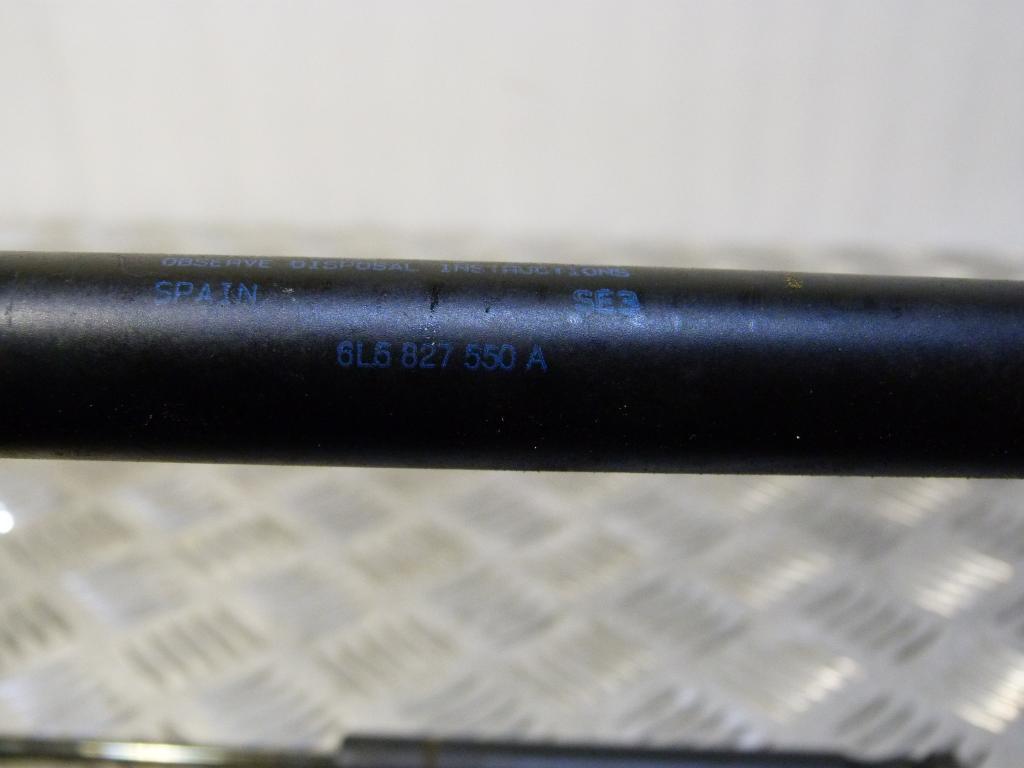 OBSERVE DISPOSAL INSTRUCTIONS
SPAIN SE3
6L6 827 550 A